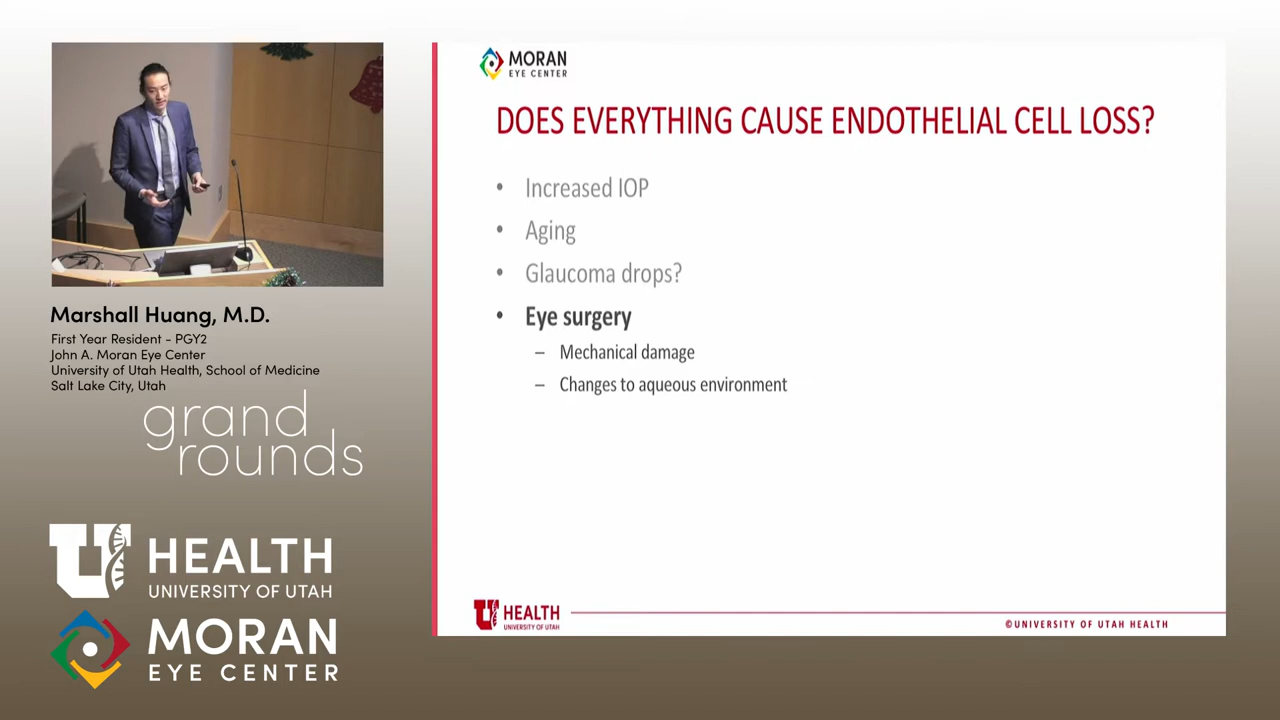 MORAN
EYE CENTER
DOES EVERYTHING CAUSE ENDOTHELIAL CELL LOSS?
• Increased IOP
• Aging
• Glaucoma drops?
• Eye surgery
– Mechanical damage
– Changes to aqueous environment
U HEALTH
UNIVERSITY OF UTAH
©UNIVERSITY OF UTAH HEALTH
Marshall Huang, M.D.
First Year Resident - PGY2
John A. Moran Eye Center
University of Utah Health, School of Medicine
Salt Lake City, Utah
grand
rounds
U HEALTH
UNIVERSITY OF UTAH
MORAN
EYE CENTER